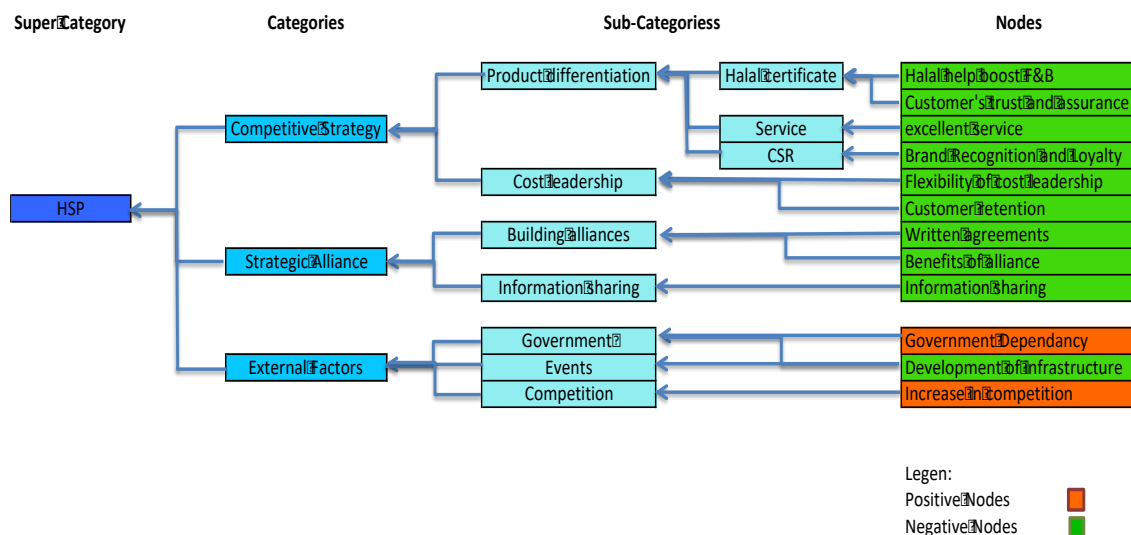 Super Category Categories Sub-Categoriess Nodes
Product differentiation Halal certificate Halal help boost F&B
Customer's trust and assurance
Competitive Strategy Service excellent service
CSR Brand Recognition and Loyalty
Cost leadership Flexibility of cost leadership
HSP Customer retention
Building alliances Written agreements
Strategic Alliance Benefits of alliance
Information sharing Information sharing
Government Government Dependancy
External Factors Events Development of infrastructure
Competition Increase in competition
Legen:
Positive Nodes
Negative Nodes